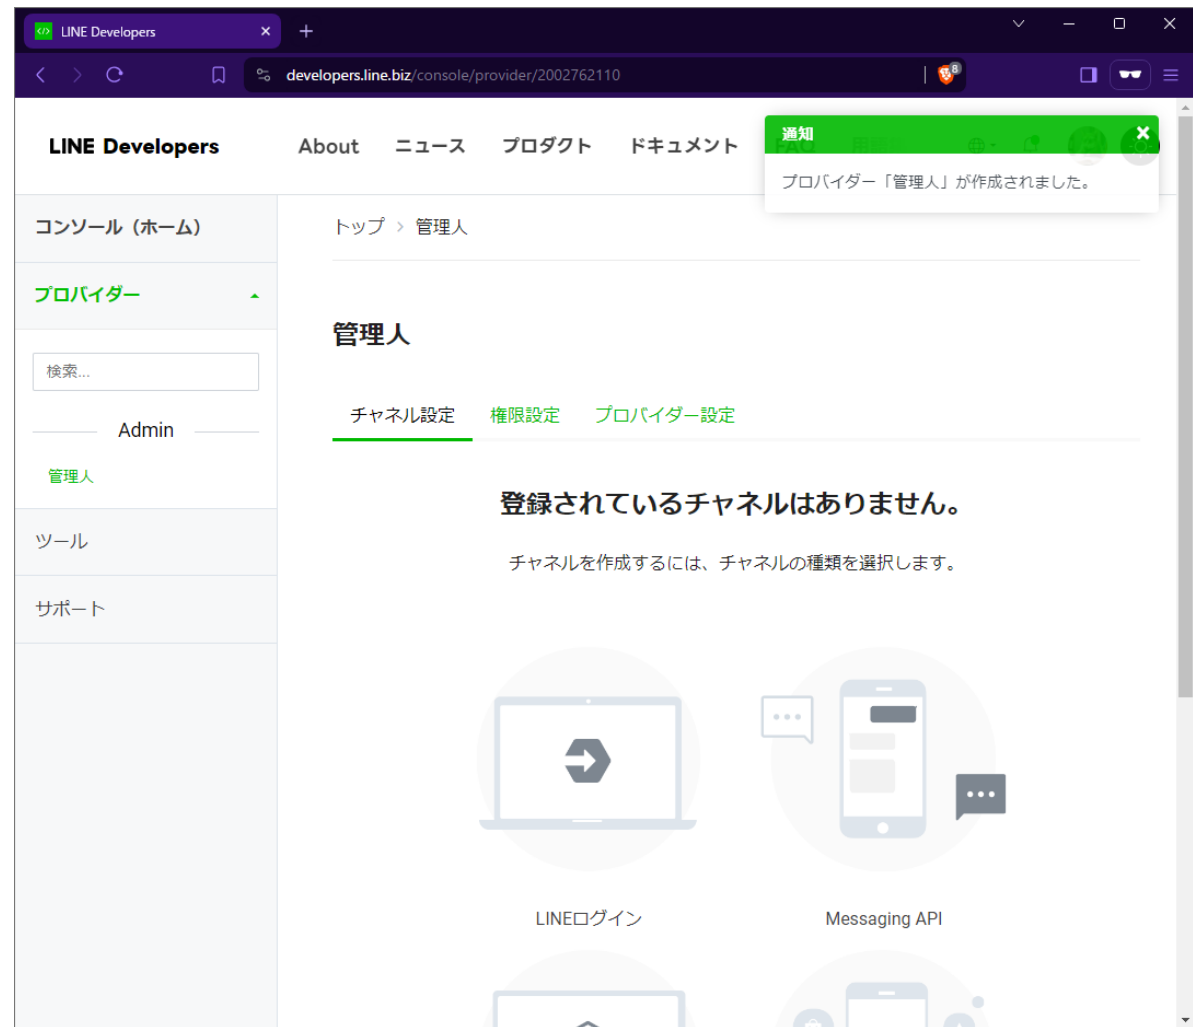 LINE Developers
developers.line.biz/console/provider/2002762110
8
LINE Developers
About
ニュース
プロダクト
ドキュメント
FAQ
通知
プロバイダー「管理人」が作成されました。
コンソール（ホーム）
プロバイダー
検索...
Admin
管理人
ツール
サポート
トップ > 管理人
管理人
チャネル設定
権限設定
プロバイダー設定
登録されているチャネルはありません。
チャネルを作成するには、チャネルの種類を選択します。
LINEログイン
Messaging API